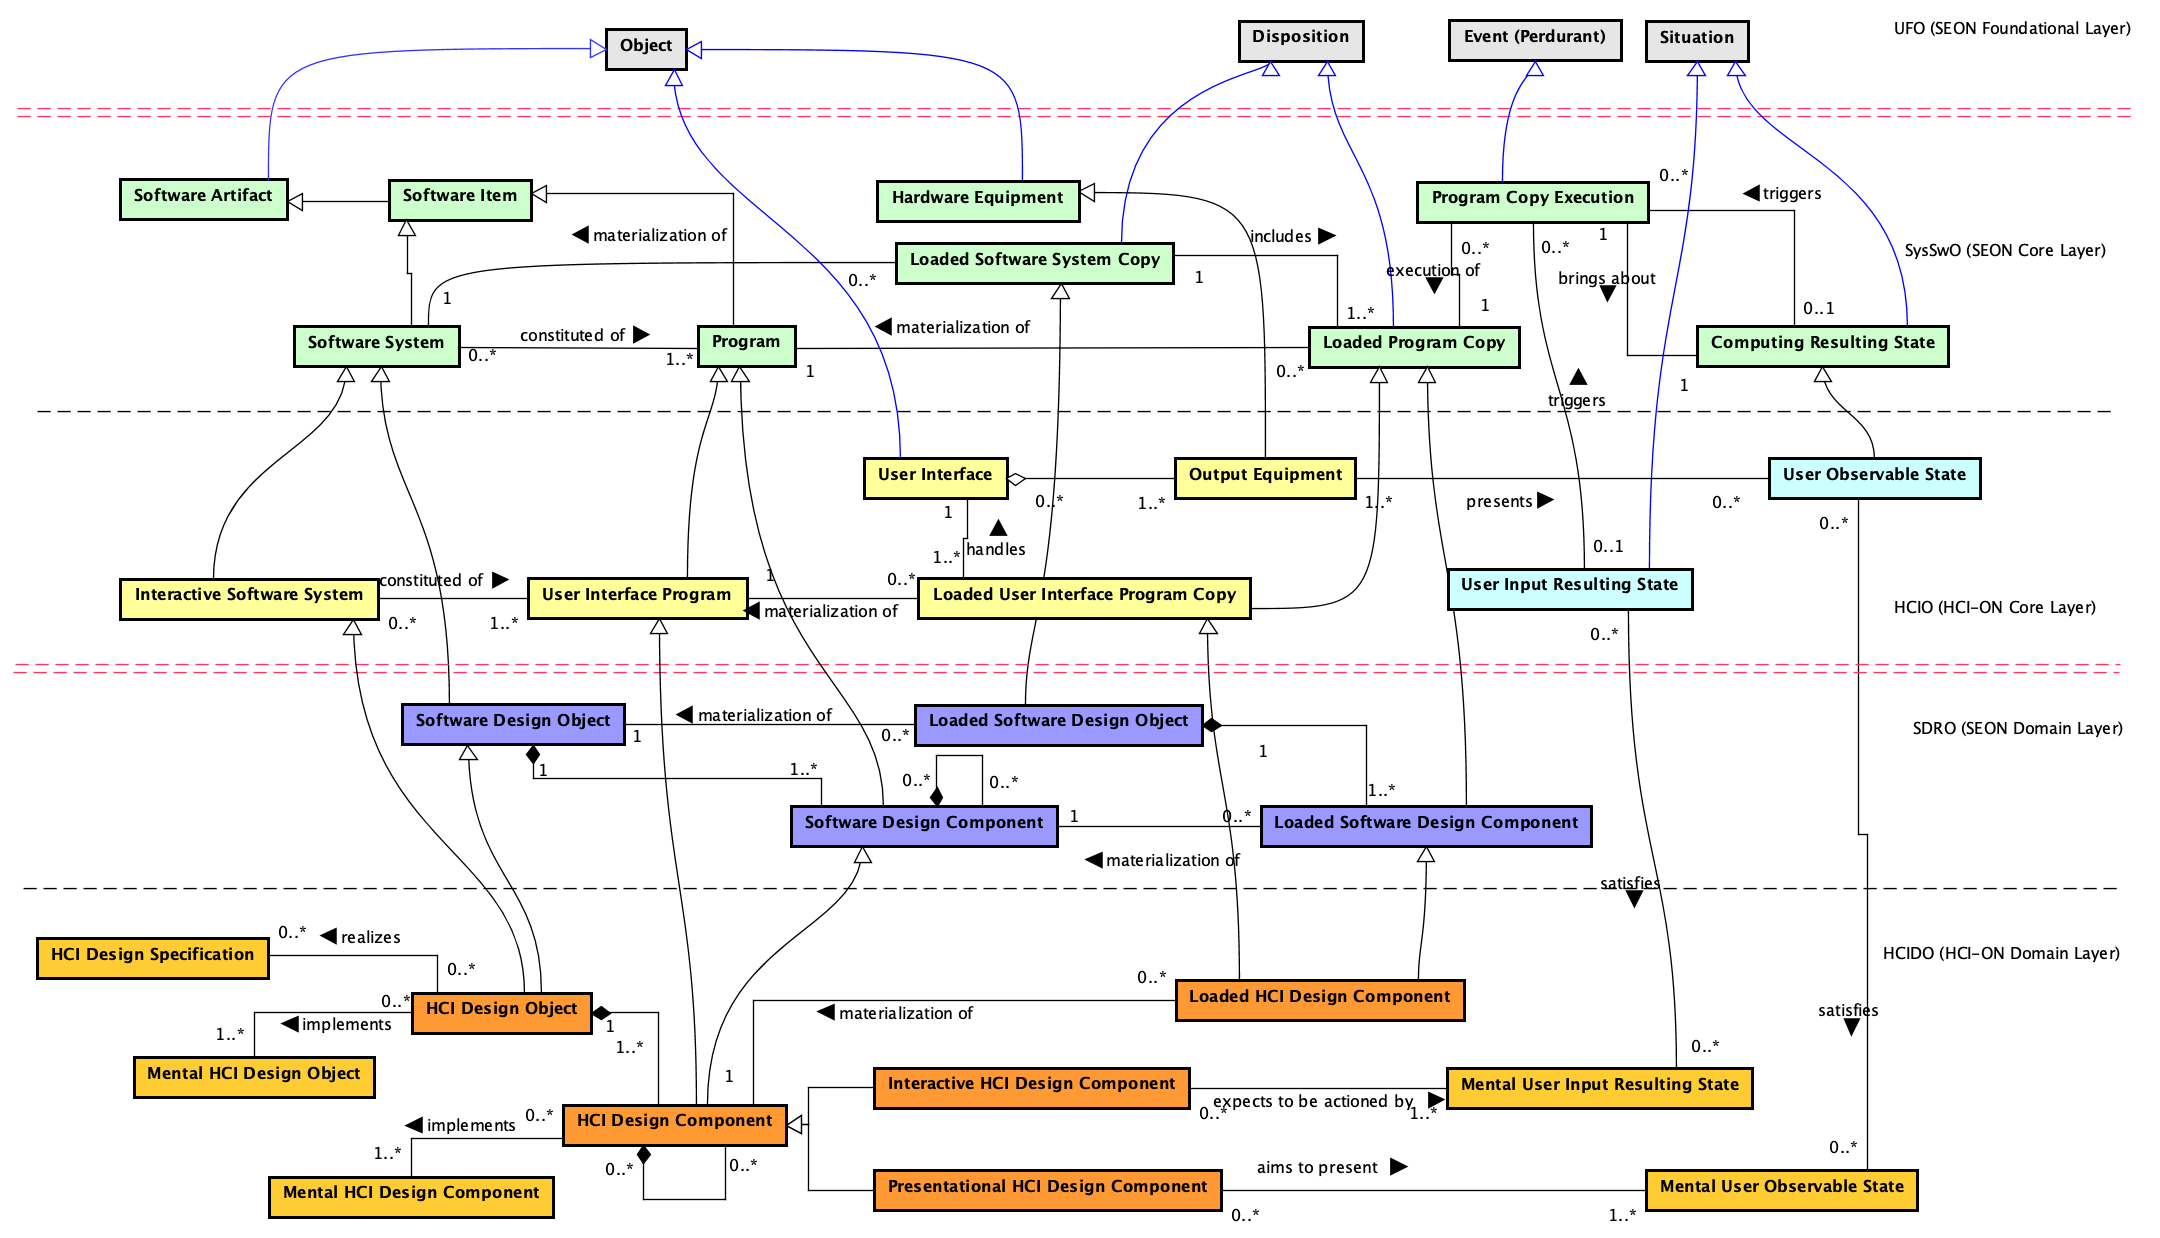 Object
Disposition
Event (Perdurant)
Situation
UFO (SEON Foundational Layer)
Software Artifact
Software Item
Hardware Equipment
Program Copy Execution
0..*
triggers
materialization of
includes
0..*
0..*
1
Loaded Software System Copy
SysSwO (SEON Core Layer)
0..*
1
1
execution of
brings about
1
1..*
0..1
Software System
constituted of
Program
materialization of
Loaded Program Copy
Computing Resulting State
0..*
1..*
1
0..*
1
triggers
User Interface
Output Equipment
User Observable State
0..*
1..*
1..*
presents
0..*
0..*
1
1..*
handles
0..1
Interactive Software System
constituted of
User Interface Program
1
0..*
Loaded User Interface Program Copy
User Input Resulting State
HCIO (HCI-ON Core Layer)
0..*
1..*
materialization of
0..*
Software Design Object
materialization of
Loaded Software Design Object
SDRO (SEON Domain Layer)
1
0..*
1
1
1..*
0..*
0..*
1..*
Software Design Component
1
0..*
Loaded Software Design Component
materialization of
satisfies
HCI Design Specification
0..*
realizes
HCIDO (HCI-ON Domain Layer)
0..*
0..*
HCI Design Object
Loaded HCI Design Component
0..*
implements
1
materialization of
satisfies
1..*
1..*
0..*
Mental HCI Design Object
1
Interactive HCI Design Component
Mental User Input Resulting State
expects to be actioned by
0..*
1..*
implements
0..*
HCI Design Component
1..*
0..*
0..*
aims to present
0..*
Mental HCI Design Component
Presentational HCI Design Component
Mental User Observable State
0..*
1..*